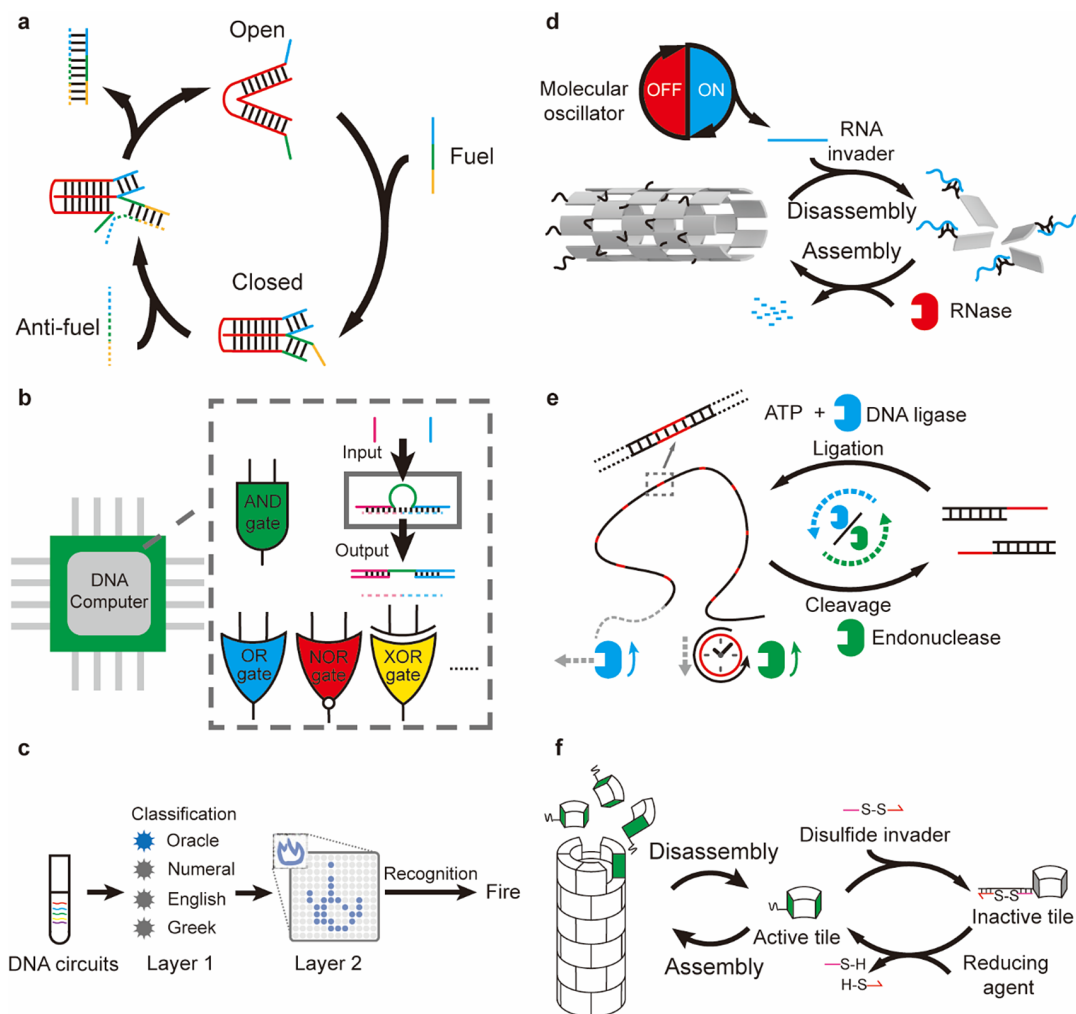 a
Open
Fuel
Closed
Anti-fuel
b
DNA
Computer
AND
gate
Input
Output
OR
gate
NOR
gate
XOR
gate
c
DNA circuits
Classification
Oracle
Numeral
English
Greek
Layer 1
Layer 2
Recognition
Fire
d
Molecular
oscillator
OFF
ON
RNA
invader
Disassembly
Assembly
RNase
e
ATP + DNA ligase
Ligation
Cleavage
Endonuclease
f
Disassembly
Assembly
Active tile
S-S
Disulfide invader
S-S
Inactive tile
S-H
H-S
Reducing
agent